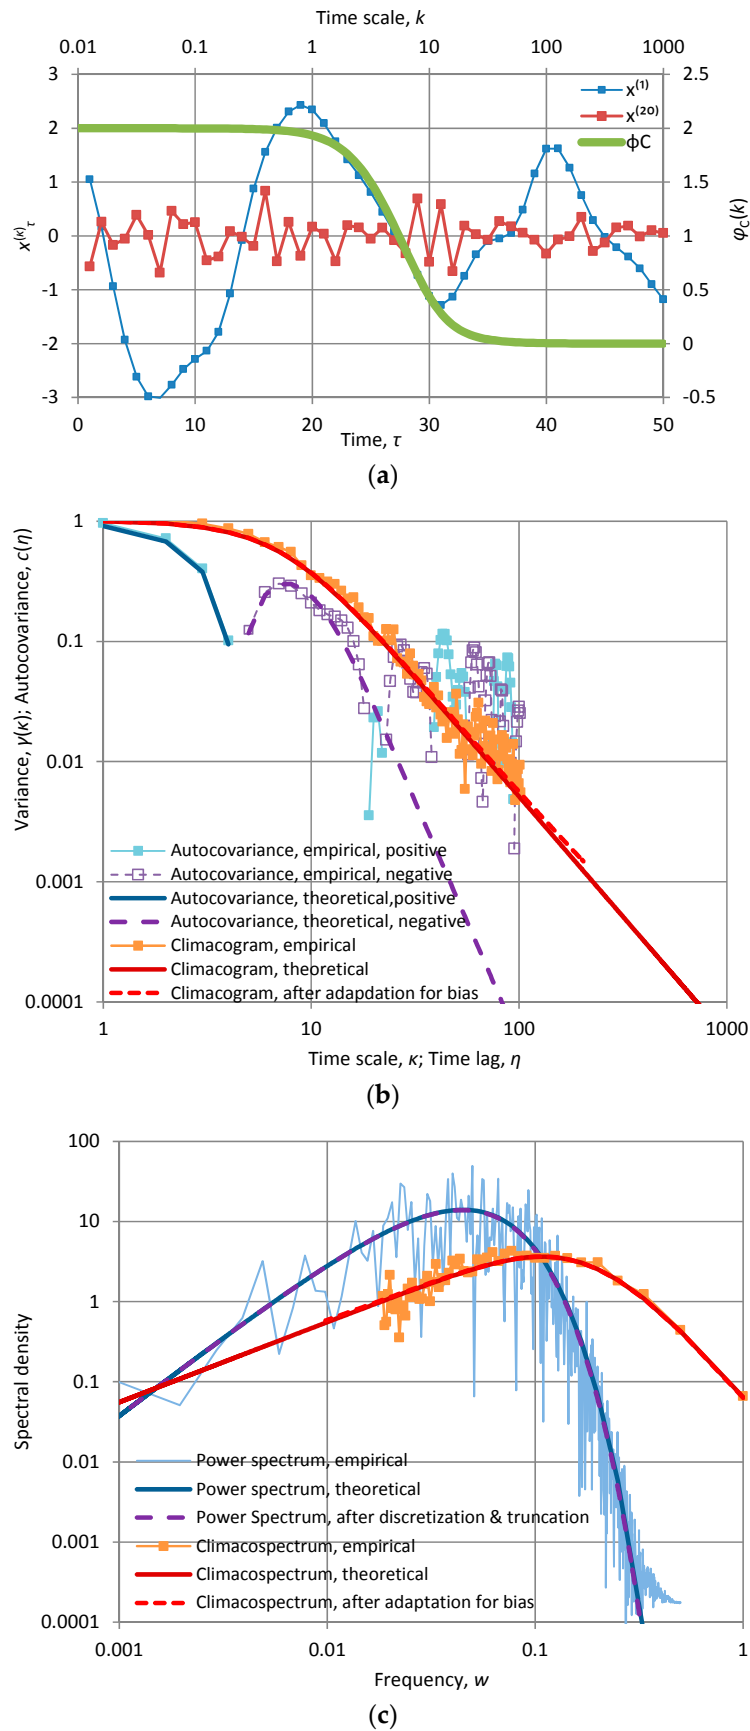 Time scale, k
0.01 0.1 1 10 100 1000
3 2.5
2 2
1 1.5
0 1
-1 0.5
-2 0
-3 -0.5
x⁽¹⁾
x⁽²⁰⁾
ϕC
x⁽ᵏ⁾τ
φC(k)
0 10 20 30 40 50
Time, τ
(a)
1
0.1
0.01
0.001
0.0001
Variance, γ(κ); Autocovariance, c(η)
Autocovariance, empirical, positive
Autocovariance, empirical, negative
Autocovariance, theoretical,positive
Autocovariance, theoretical, negative
Climacogram, empirical
Climacogram, theoretical
Climacogram, after adapdation for bias
1 10 100 1000
Time scale, κ; Time lag, η
(b)
100
10
1
0.1
0.01
0.001
0.0001
Spectral density
Power spectrum, empirical
Power spectrum, theoretical
Power Spectrum, after discretization & truncation
Climacospectrum, empirical
Climacospectrum, theoretical
Climacospectrum, after adaptation for bias
0.001 0.01 0.1 1
Frequency, w
(c)